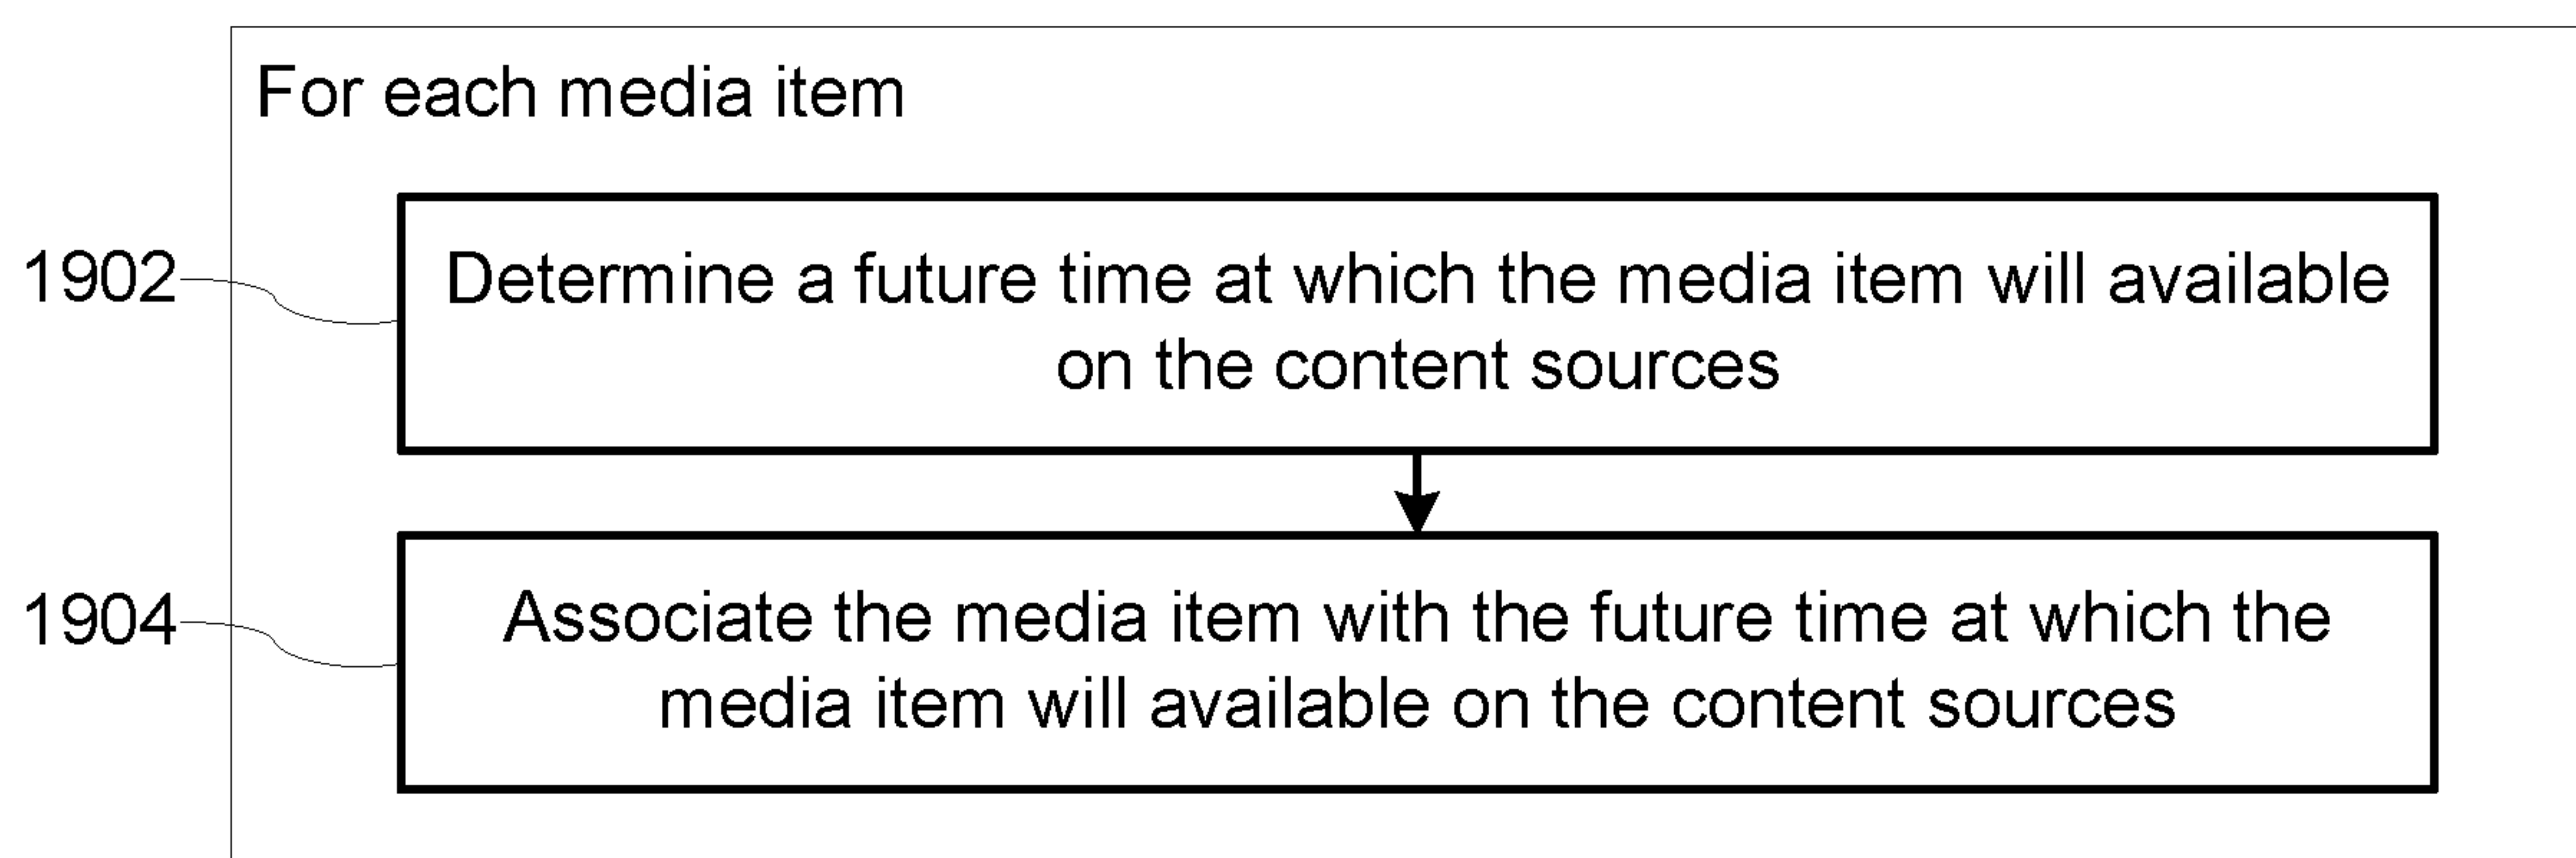 For each media item
1902
Determine a future time at which the media item will available
on the content sources
1904
Associate the media item with the future time at which the
media item will available on the content sources